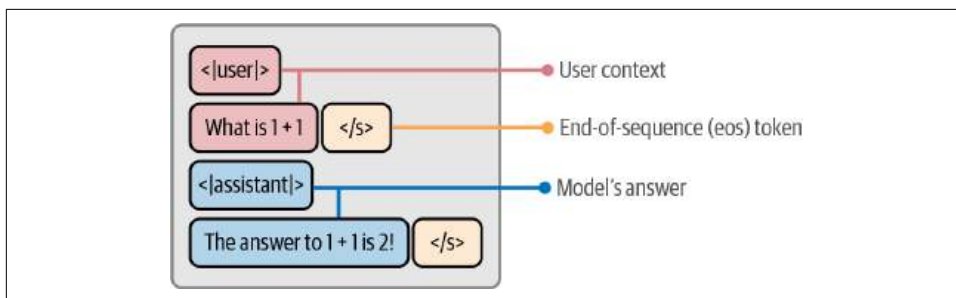 <|user|>
User context
What is 1 + 1 </s>
End-of-sequence (eos) token
<|assistant|>
Model's answer
The answer to 1 + 1 is 2! </s>